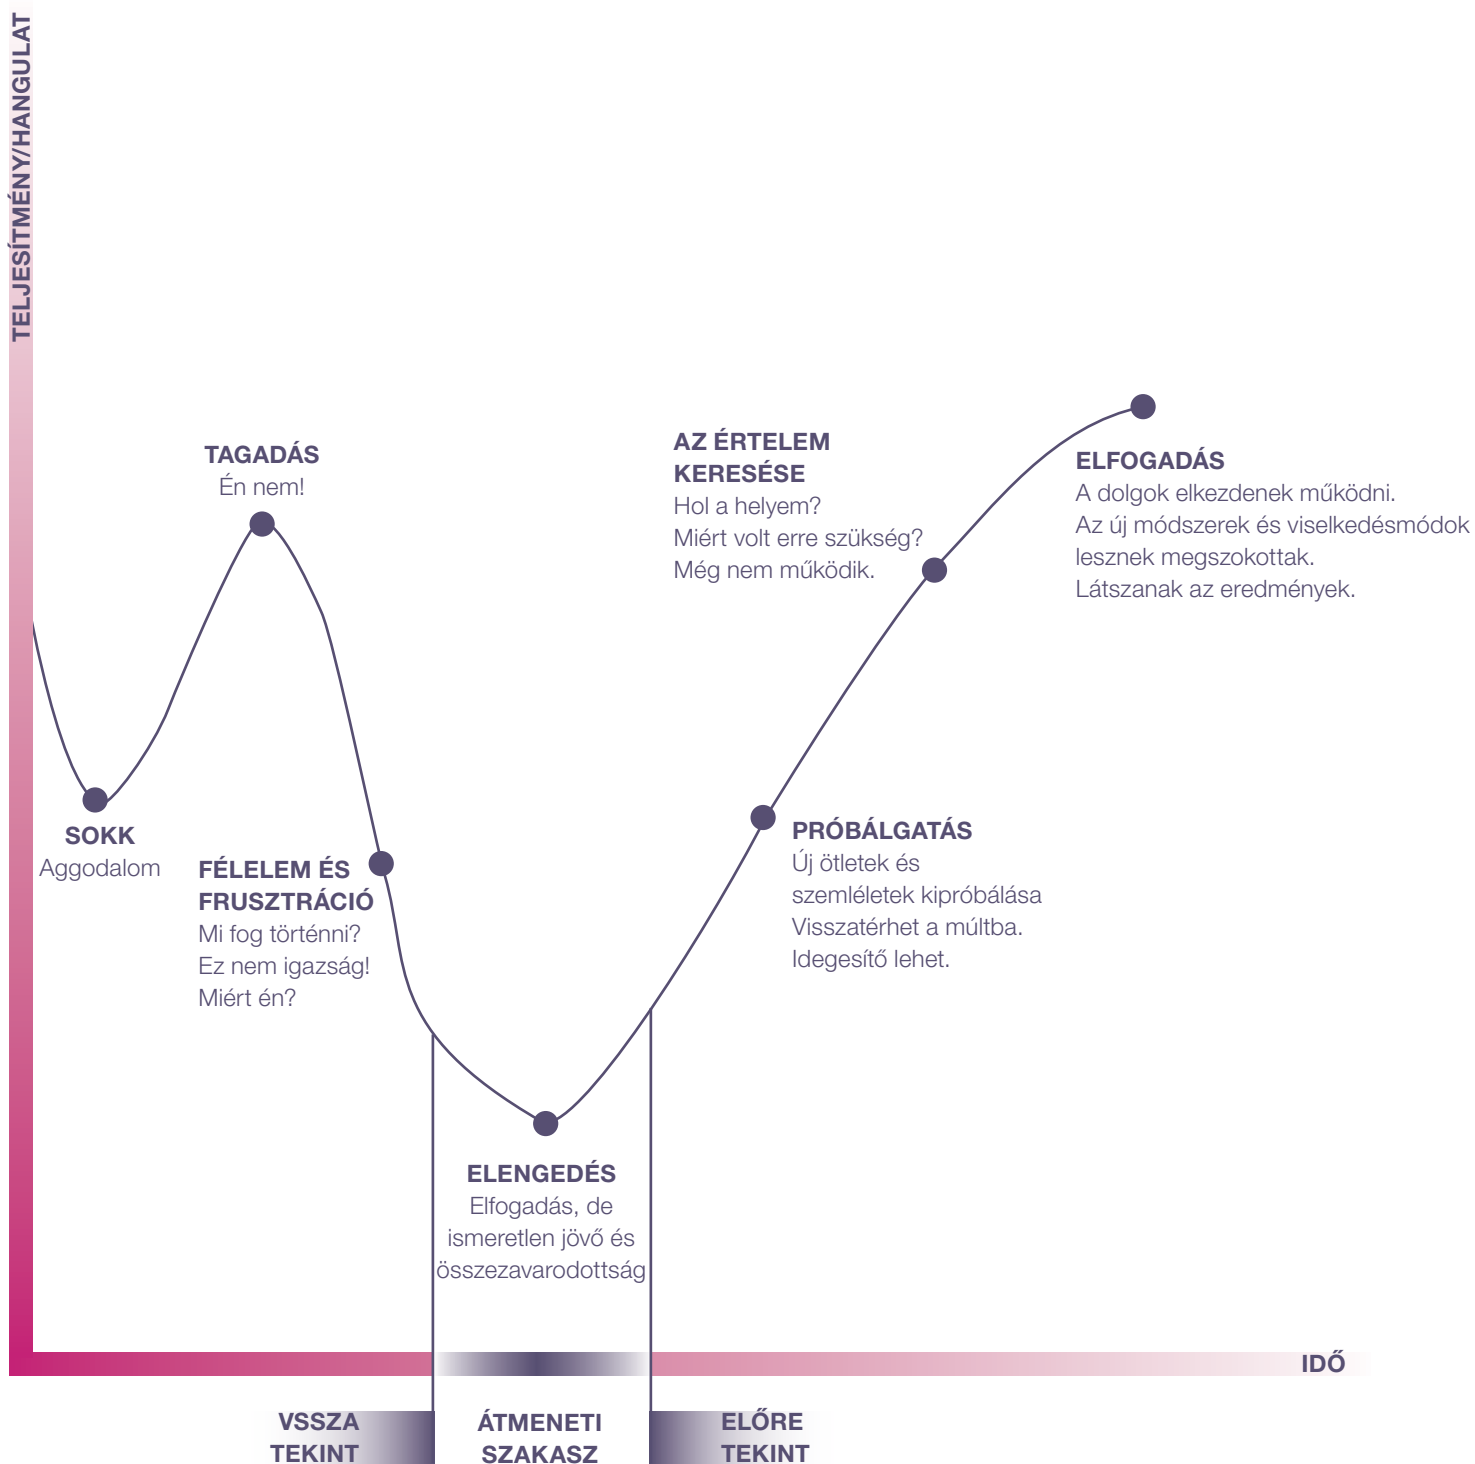 TELJESÍTMÉNY/HANGULAT
TAGADÁS
Én nem!
SOKK
Aggodalom
FÉLELEM ÉS
FRUSZTRÁCIÓ
Mi fog történni?
Ez nem igazság!
Miért én?
ELENGEDÉS
Elfogadás, de
ismeretlen jövő és
összezavarodottság
PRÓBÁLGATÁS
Új ötletek és
szemléletek kipróbálása
Visszatérhet a múltba.
Idegesítő lehet.
AZ ÉRTELEM
KERESÉSE
Hol a helyem?
Miért volt erre szükség?
Még nem működik.
ELFOGADÁS
A dolgok elkezdenek működni.
Az új módszerek és viselkedésmódok
lesznek megszokottak.
Látszanak az eredmények.
IDŐ
VSSZA
TEKINT
ÁTMENETI
SZAKASZ
ELŐRE
TEKINT